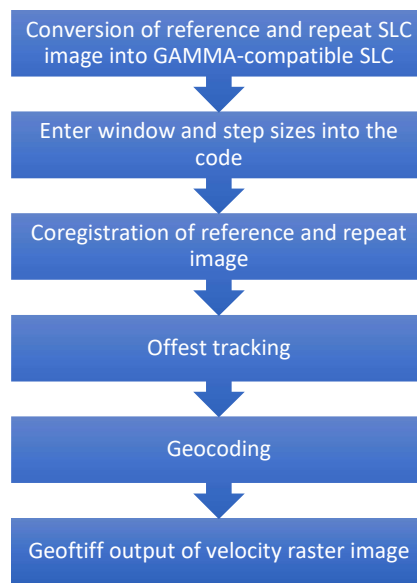 Conversion of reference and repeat SLC
image into GAMMA-compatible SLC
Enter window and step sizes into the
code
Coregistration of reference and repeat
image
Offest tracking
Geocoding
Geoftiff output of velocity raster image